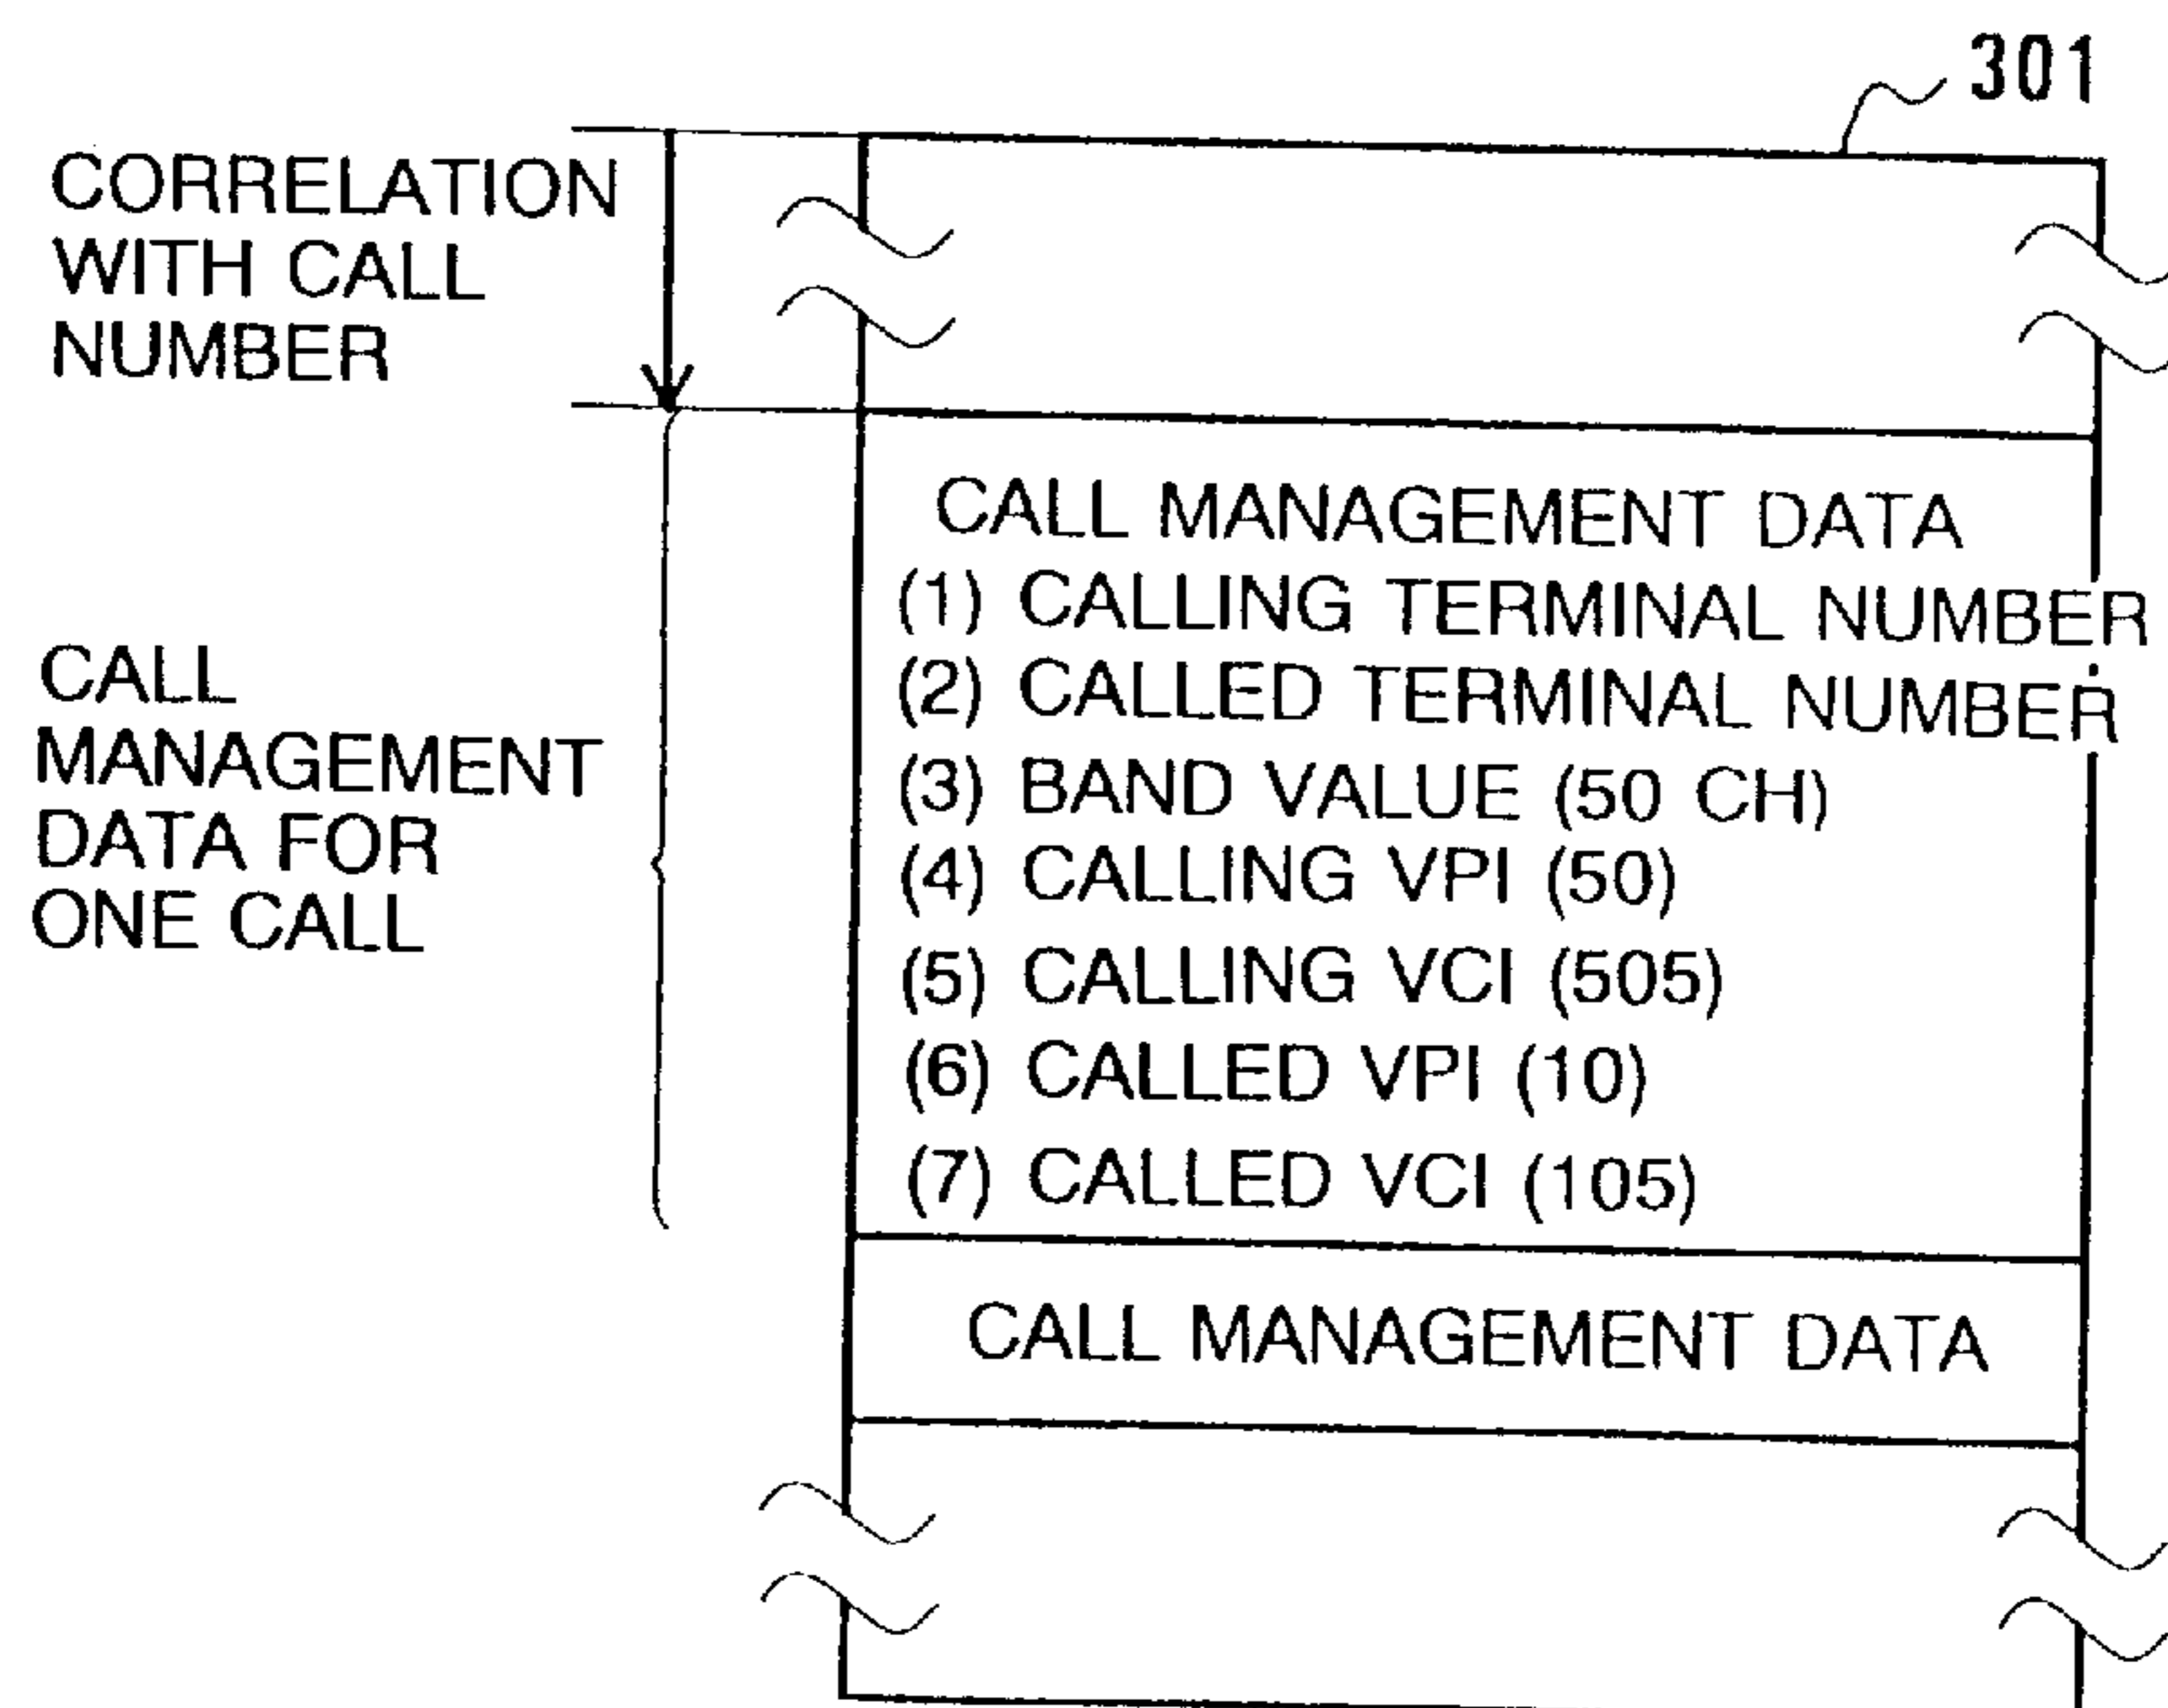 301
CORRELATION
WITH CALL
NUMBER
CALL MANAGEMENT DATA
(1) CALLING TERMINAL NUMBER
(2) CALLED TERMINAL NUMBER
(3) BAND VALUE (50 CH)
(4) CALLING VPI (50)
(5) CALLING VCI (505)
(6) CALLED VPI (10)
(7) CALLED VCI (105)
CALL
MANAGEMENT
DATA FOR
ONE CALL
CALL MANAGEMENT DATA